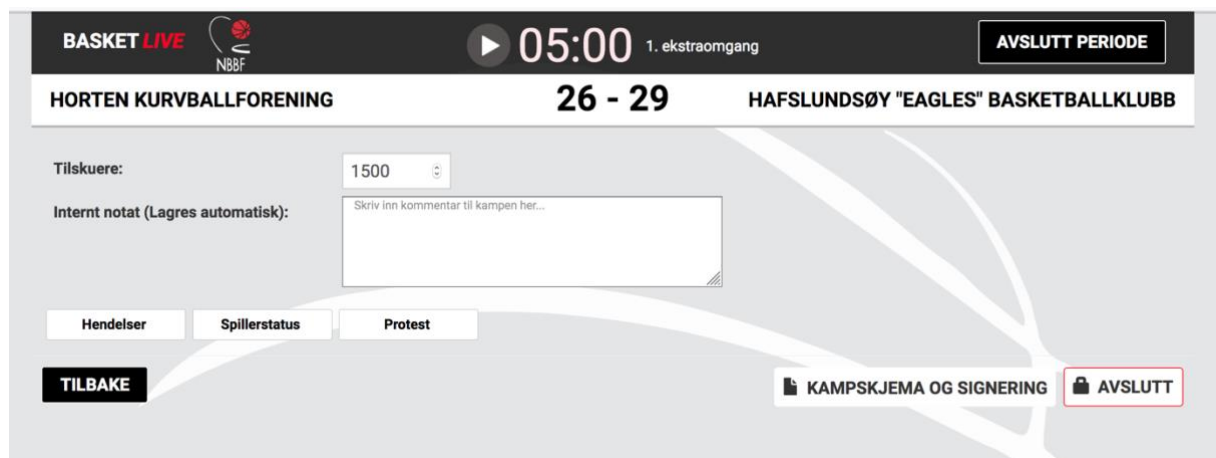 BASKET LIVE NBBF 05:00 1. ekstraomgang AVSLUTT PERIODE
HORTEN KURVBALLFORENING 26 - 29 HAFSLUNDSØY "EAGLES" BASKETBALLKLUBB
Tilskuere: 1500
Internt notat (Lagres automatisk): Skriv inn kommentar til kampen her...
Hendelser Spillerstatus Protest
TILBAKE KAMPSKJEMA OG SIGNERING AVSLUTT